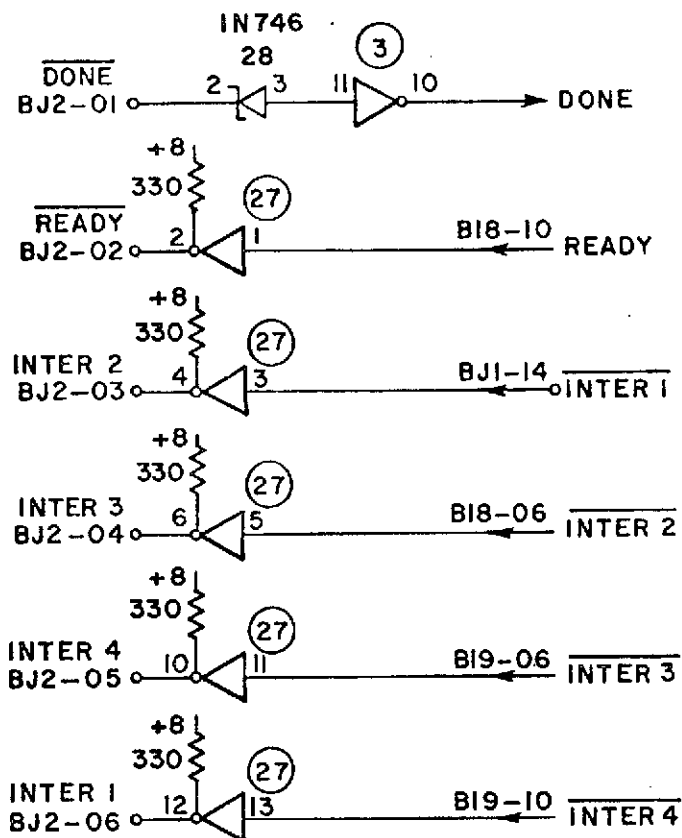 IN746
28
3
DONE
BJ2-01
2
3
11
10
DONE
+8
330
27
READY
BJ2-02
2
1
B18-10
READY
+8
330
27
INTER 2
BJ2-03
4
3
BJ1-14
INTER 1
+8
330
27
INTER 3
BJ2-04
6
5
B18-06
INTER 2
+8
330
27
INTER 4
BJ2-05
10
11
B19-06
INTER 3
+8
330
27
INTER 1
BJ2-06
12
13
B19-10
INTER 4